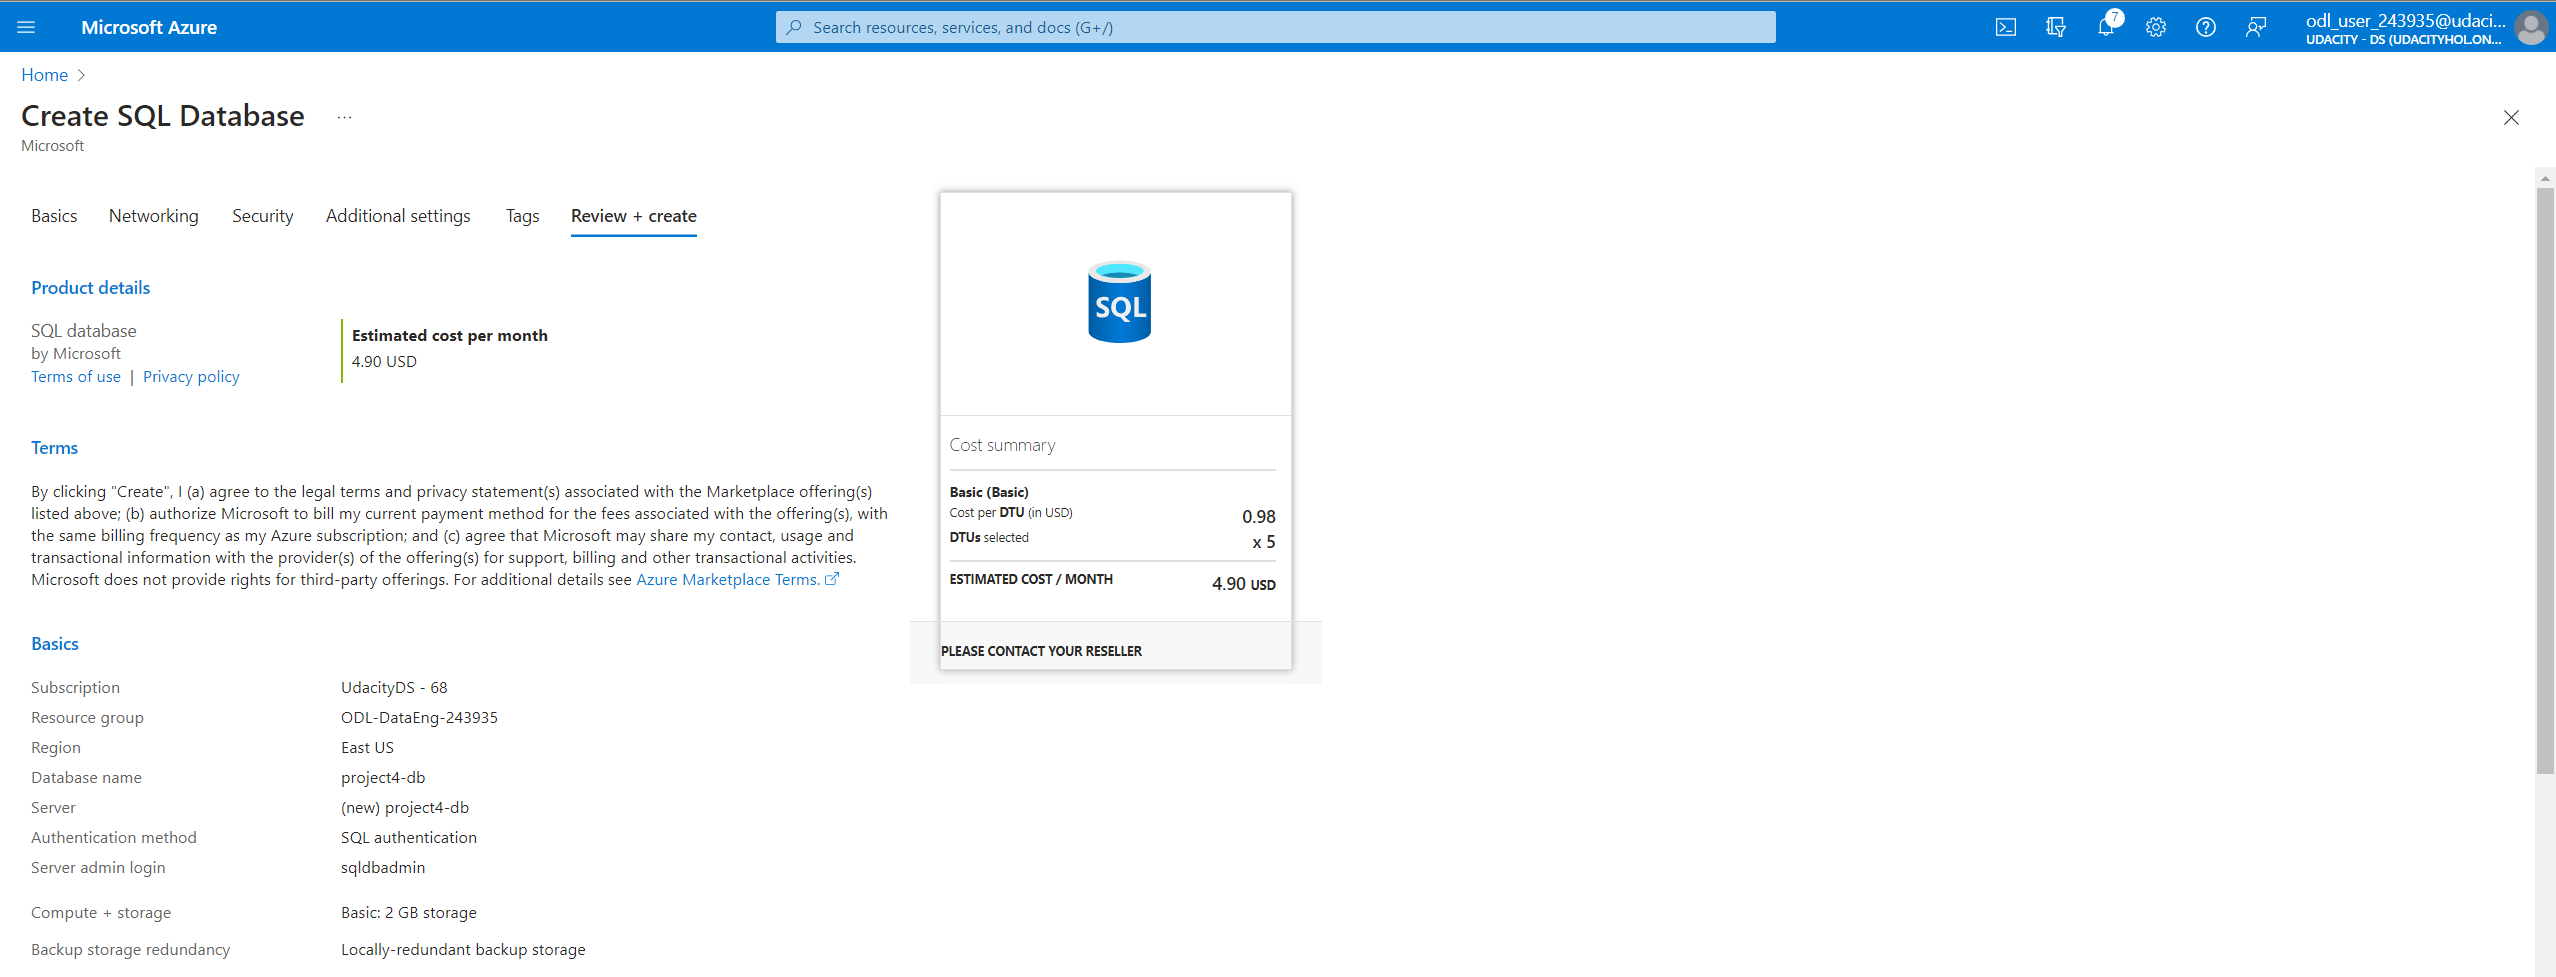 Microsoft Azure
Search resources, services, and docs (G+/)
7
odl_user_243935@udaci...
UDACITY - DS (UDACITYHOL.ON...
Home
Create SQL Database ...
Microsoft
Basics Networking Security Additional settings Tags Review + create
Product details
SQL database
by Microsoft
Terms of use | Privacy policy
Estimated cost per month
4.90 USD
Terms
By clicking "Create", I (a) agree to the legal terms and privacy statement(s) associated with the Marketplace offering(s)
listed above; (b) authorize Microsoft to bill my current payment method for the fees associated with the offering(s), with
the same billing frequency as my Azure subscription; and (c) agree that Microsoft may share my contact, usage and
transactional information with the provider(s) of the offering(s) for support, billing and other transactional activities.
Microsoft does not provide rights for third-party offerings. For additional details see Azure Marketplace Terms.
Basics
Subscription UdacityDS - 68
Resource group ODL-DataEng-243935
Region East US
Database name project4-db
Server (new) project4-db
Authentication method SQL authentication
Server admin login sqldbadmin
Compute + storage Basic: 2 GB storage
Backup storage redundancy Locally-redundant backup storage
SQL
Cost summary
Basic (Basic)
Cost per DTU (in USD) 0.98
DTUs selected x 5
ESTIMATED COST / MONTH 4.90 USD
PLEASE CONTACT YOUR RESELLER